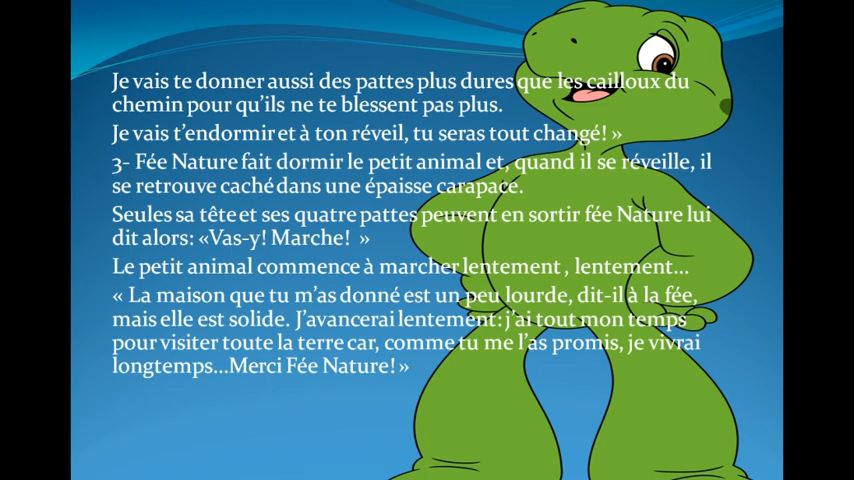 Je vais te donner aussi des pattes plus dures que les cailloux du
chemin pour qu'ils ne te blessent pas plus.
Je vais t'endormir et à ton réveil, tu seras tout changé! »
3- Fée Nature fait dormir le petit animal et, quand il se réveille, il
se retrouve caché dans une épaisse carapace.
Seules sa tête et ses quatre pattes peuvent en sortir fée Nature lui
dit alors: «Vas-y! Marche!  »
Le petit animal commence à marcher lentement , lentement…
« La maison que tu m'as donné est un peu lourde, dit-il à la fée,
mais elle est solide. J'avancerai lentement: j'ai tout mon temps
pour visiter toute la terre car, comme tu me l'as promis, je vivrai
longtemps…Merci Fée Nature! »